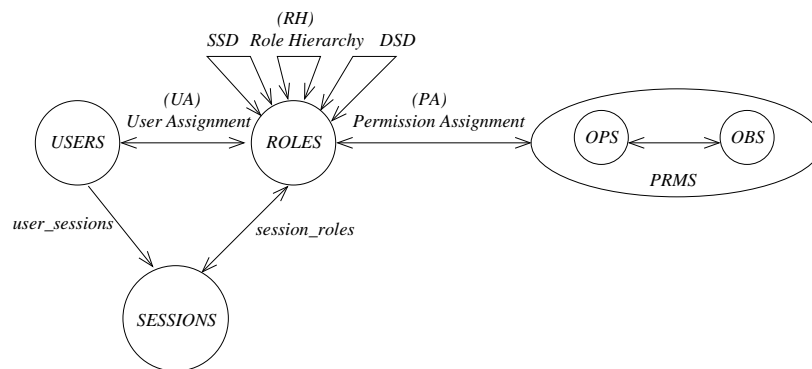 (RH)
SSD Role Hierarchy DSD
(UA)
User Assignment
(PA)
Permission Assignment
USERS
ROLES
OPS
OBS
PRMS
user_sessions
session_roles
SESSIONS